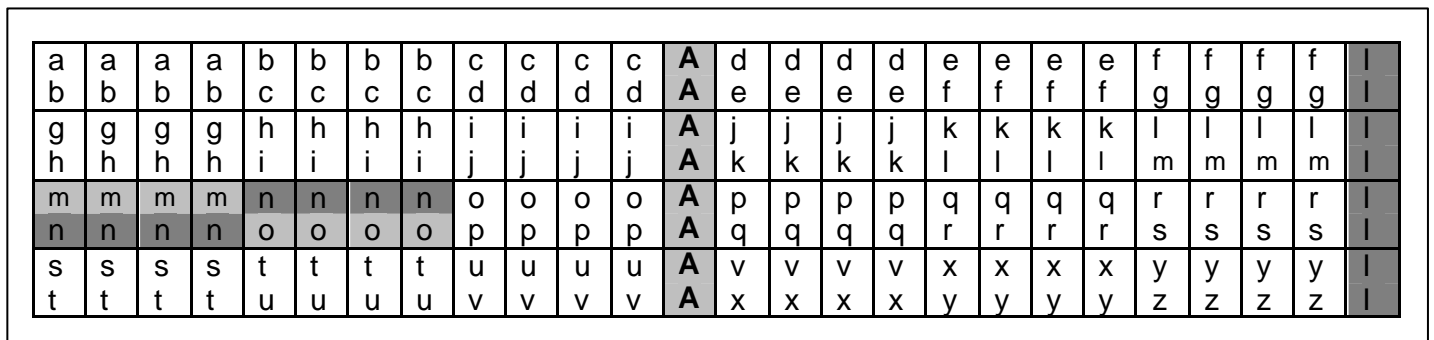 a a a a b b b b c c c c A d d d d e e e e f f f f I
b b b b c c c c d d d d A e e e e f f f f g g g g I
g g g g h h h h i i i i A j j j j k k k k l l l l I
h h h h i i i i j j j j A k k k k l l l l m m m m I
m m m m n n n n o o o o A p p p p q q q q r r r r I
n n n n o o o o p p p p A q q q q r r r r s s s s I
s s s s t t t t u u u u A v v v v x x x x y y y y I
t t t t u u u u v v v v A x x x x y y y y z z z z I